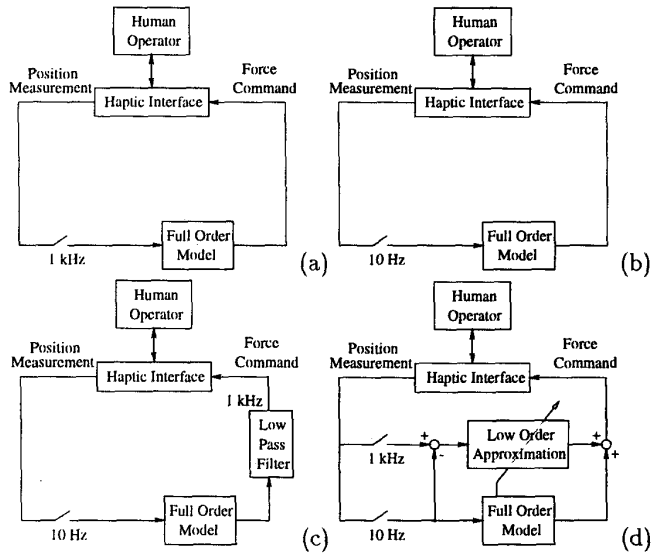 Human
Operator
Position
Measurement
Force
Command
Haptic Interface
1 kHz
Full Order
Model
(a)
Human
Operator
Position
Measurement
Force
Command
Haptic Interface
10 Hz
Full Order
Model
(b)
Human
Operator
Position
Measurement
Force
Command
Haptic Interface
1 kHz
Low
Pass
Filter
10 Hz
Full Order
Model
(c)
Human
Operator
Position
Measurement
Force
Command
Haptic Interface
1 kHz
+
-
Low Order
Approximation
+
+
10 Hz
Full Order
Model
(d)